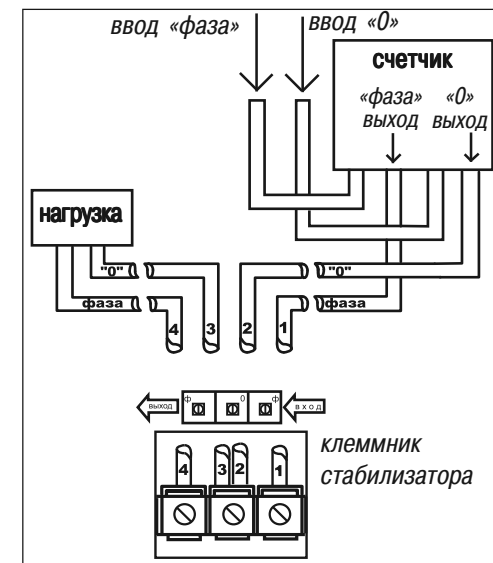 ввод «фаза»
ввод «0»
счетчик
«фаза» «0»
выход выход
нагрузка
"0" "0"
фаза фаза
4 3 2 1
выход ф 0 ф вход
4 3 2 1
клеммник
стабилизатора